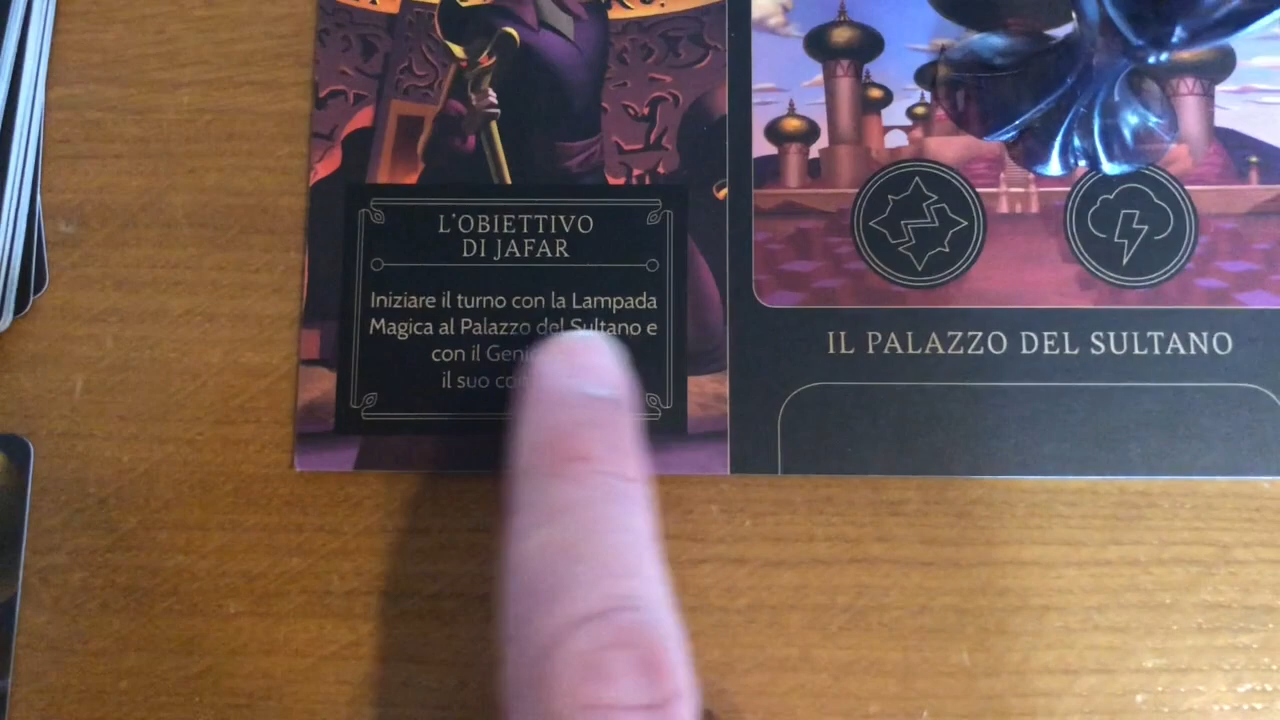 L'OBIETTIVO
DI JAFAR
Iniziare il turno con la Lampada
Magica al Palazzo del Sultano e
con il
il suo
IL PALAZZO DEL SULTANO